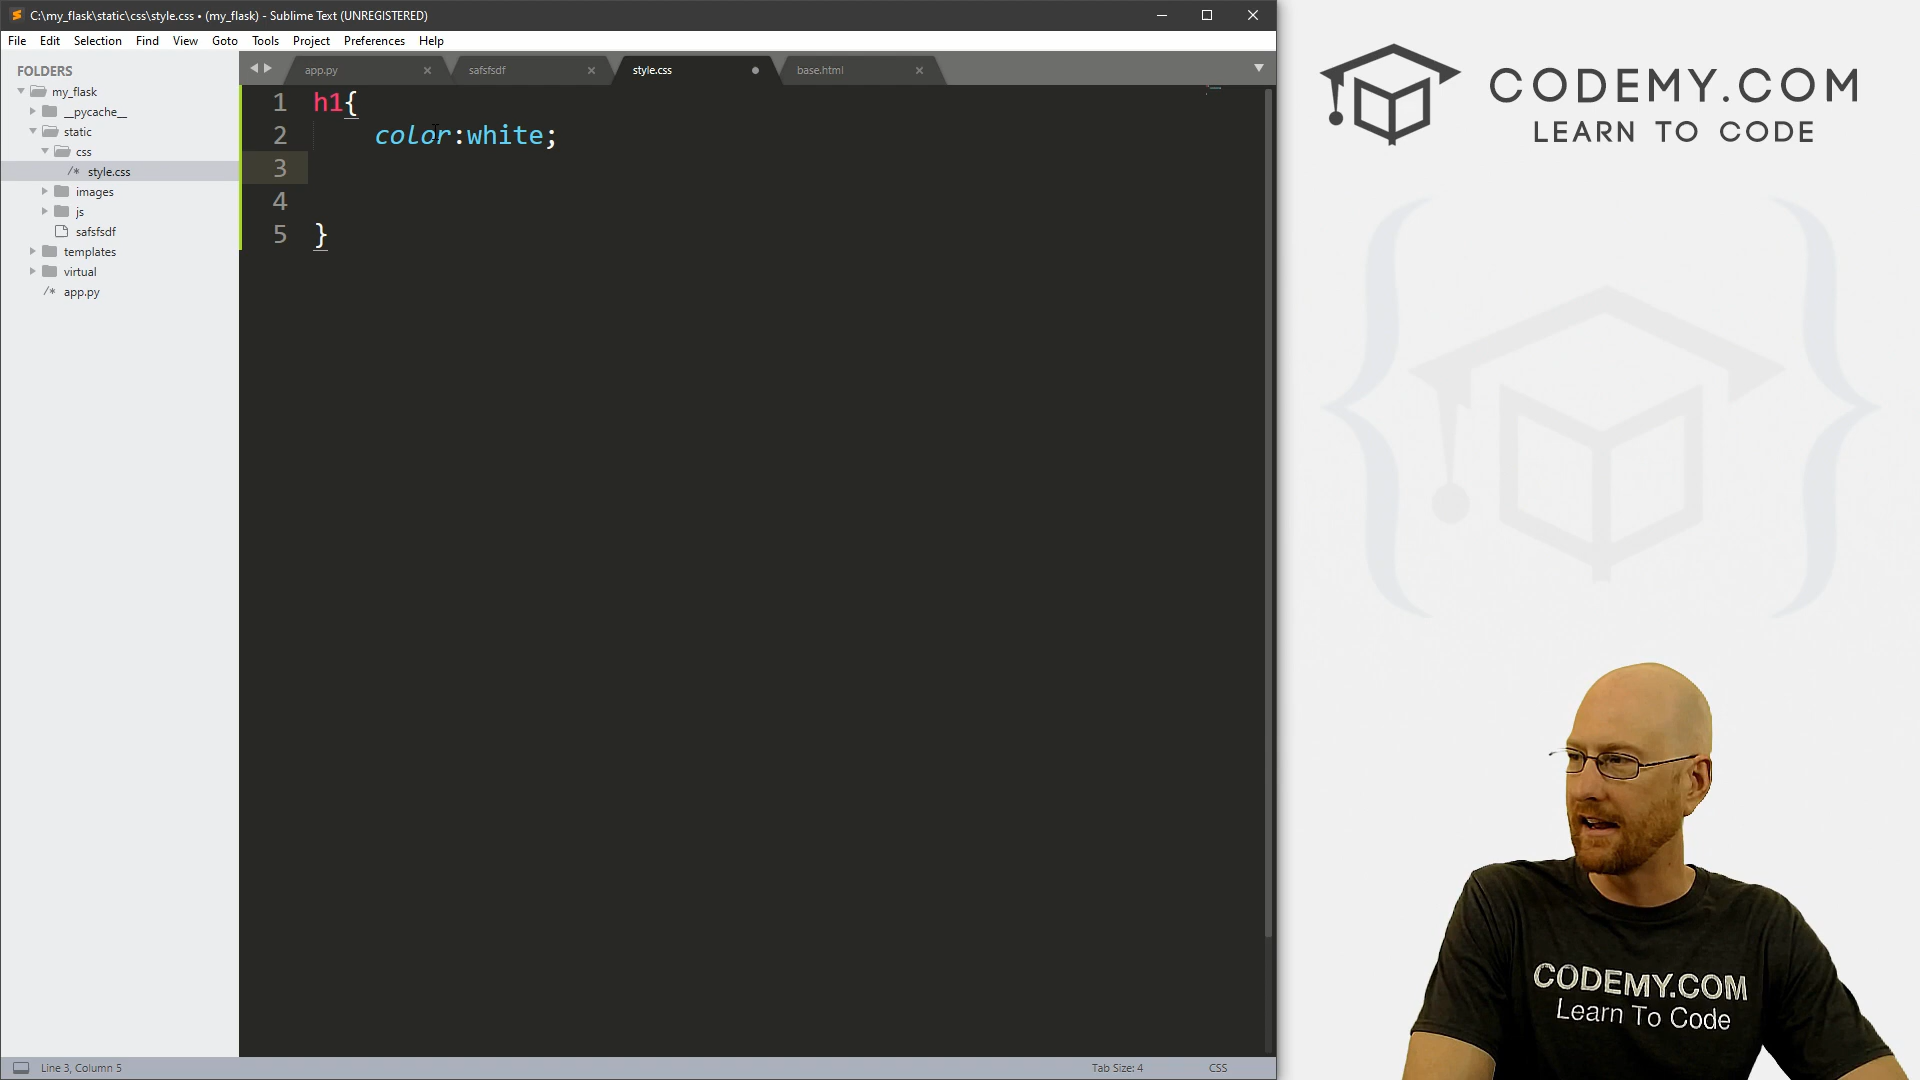 C:\my_flask\static\css\style.css • (my_flask) - Sublime Text (UNREGISTERED)
File Edit Selection Find View Goto Tools Project Preferences Help
FOLDERS
my_flask
__pycache__
static
css
/* style.css
images
js
safsfsdf
templates
virtual
/* app.py
app.py safsfsdf style.css base.html
1 h1{
2 color:white;
3
4
5 }
Line 3, Column 5
Tab Size: 4
CSS
CODEMY.COM
LEARN TO CODE
CODEMY.COM
Learn To Code